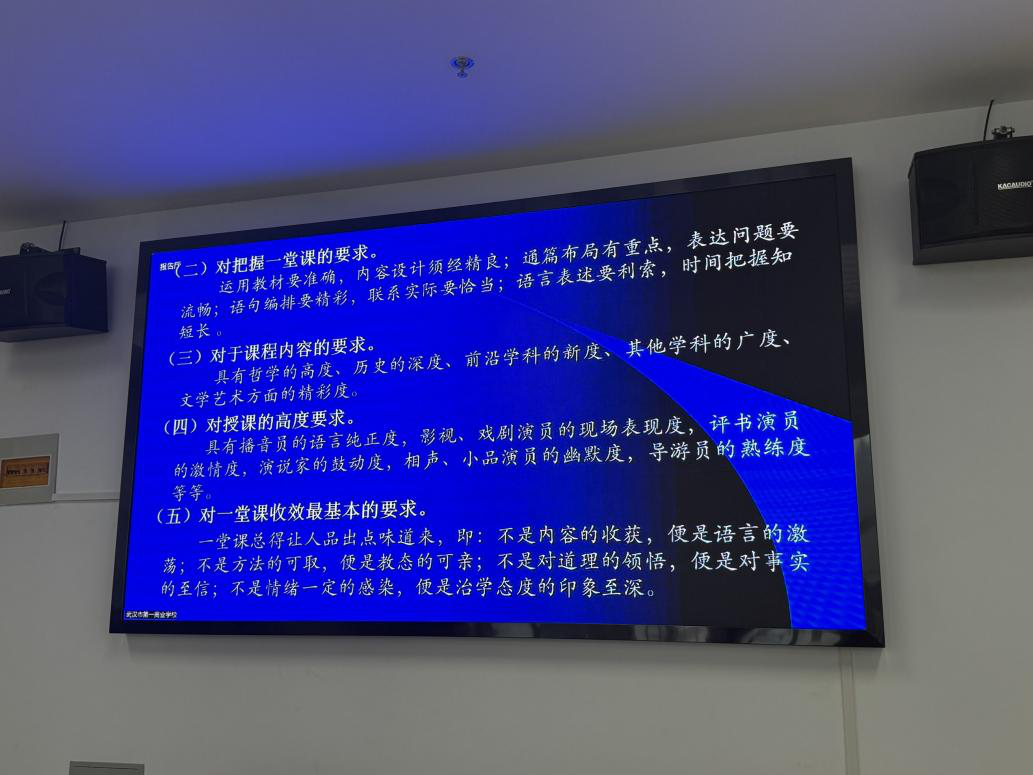 报告厅
（二）对把握一堂课的要求。
运用教材要准确，内容设计须经精良；通篇布局有重点，表达问题要
流畅；语句编排要精彩，联系实际要恰当；语言表述要利索，时间把握知
短长。
（三）对于课程内容的要求。
具有哲学的高度、历史的深度、前沿学科的新度、其他学科的广度、
文学艺术方面的精彩度。
（四）对授课的高度要求。
具有播音员的语言纯正度，影视、戏剧演员的现场表现度，评书演员
的激情度，演说家的鼓动度，相声、小品演员的幽默度，导游员的熟练度
等等。
（五）对一堂课收效最基本的要求。
一堂课总得让人品出点味道来，即：不是内容的收获，便是语言的激
荡；不是方法的可取，便是教态的可亲；不是对道理的领悟，便是对事实
的至信；不是情绪一定的感染，便是治学态度的印象至深。
武汉市第一商业学校
KACAUDIO